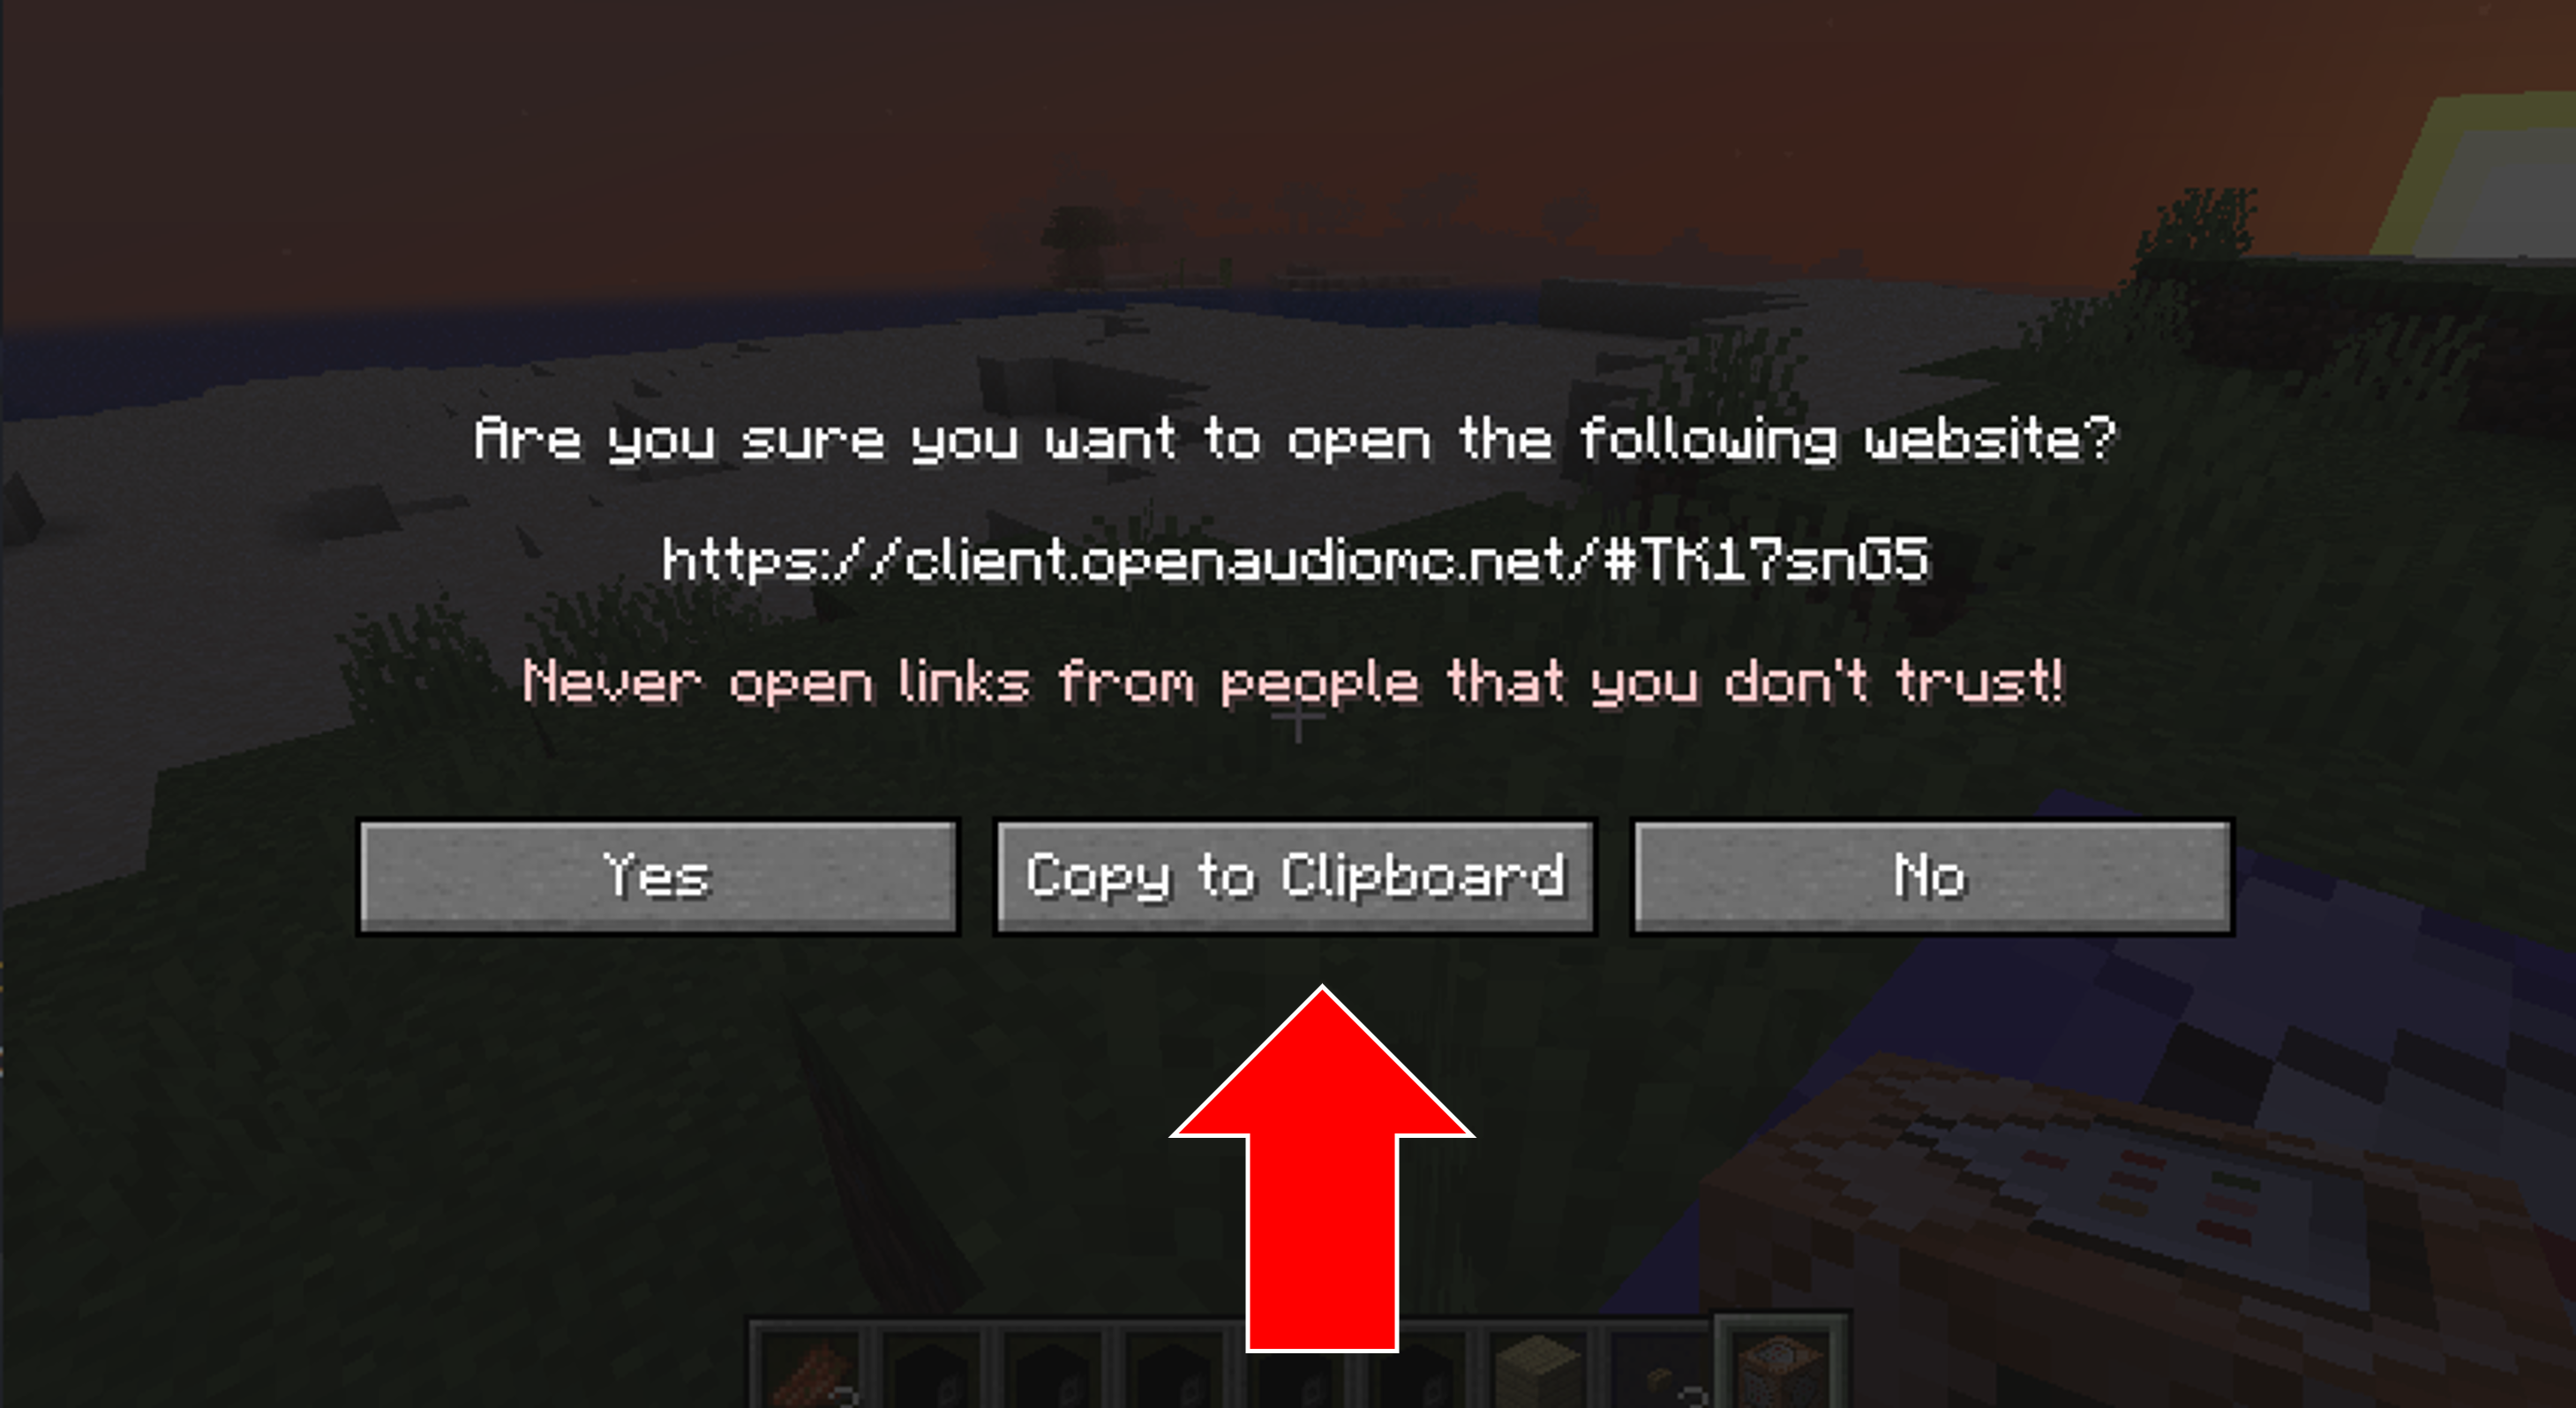 Are you sure you want to open the following website?
https://client.openaudiomc.net/#TK17snG5
Never open links from people that you don't trust!
Yes
Copy to Clipboard
No